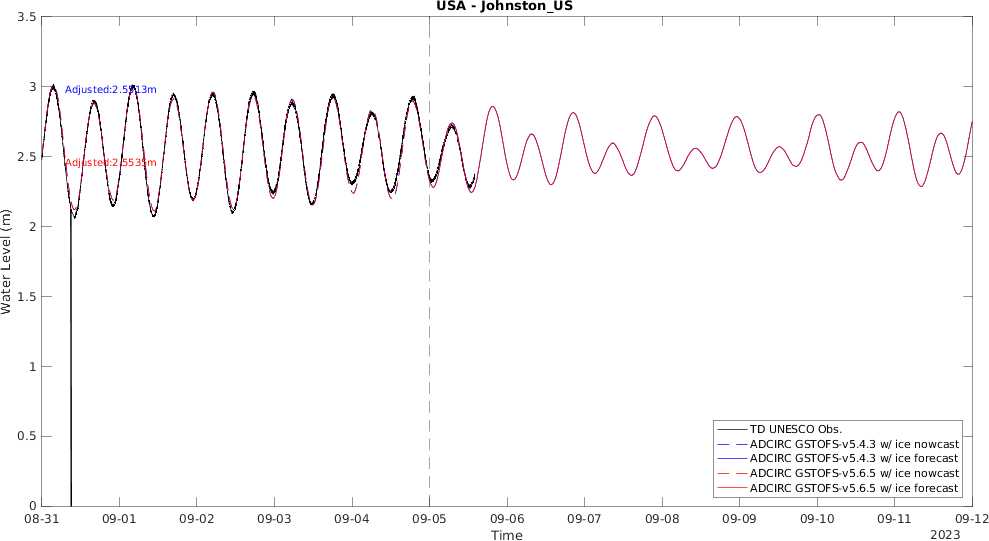 USA - Johnston_US
3.5
3
2.5
2
1.5
1
0.5
0
Water Level (m)
Adjusted:2.5913m
Adjusted:2.5535m
TD UNESCO Obs.
ADCIRC GSTOFS-v5.4.3 w/ ice nowcast
ADCIRC GSTOFS-v5.4.3 w/ ice forecast
ADCIRC GSTOFS-v5.6.5 w/ ice nowcast
ADCIRC GSTOFS-v5.6.5 w/ ice forecast
08-31 09-01 09-02 09-03 09-04 09-05 09-06 09-07 09-08 09-09 09-10 09-11 09-12
Time
2023